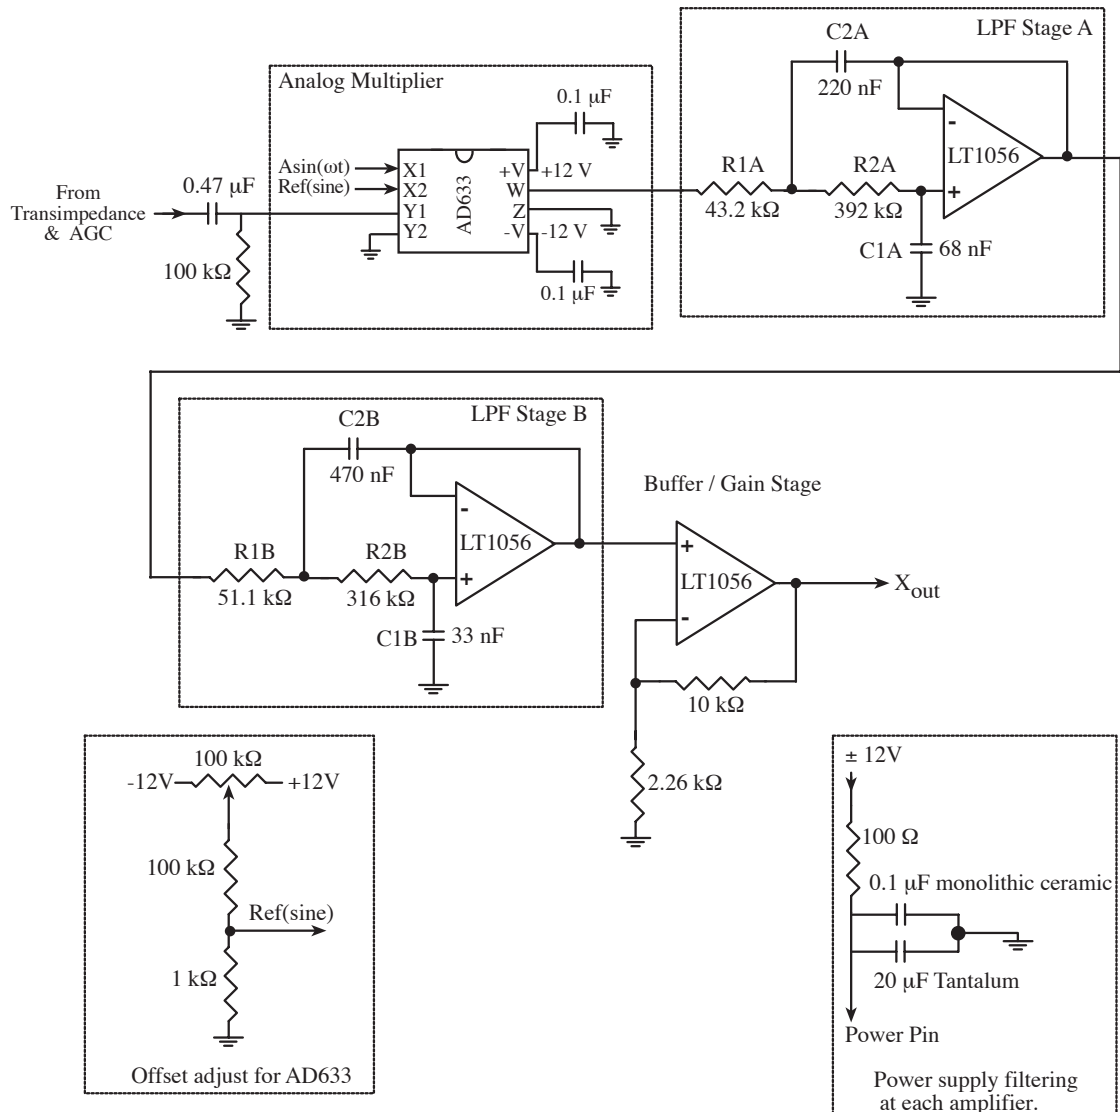 LPF Stage A
C2A
220 nF
Analog Multiplier
0.1 µF
Asin(ωt)
Ref(sine)
X1
X2
Y1
Y2
AD633
+V
W
Z
-V
+12 V
-12 V
0.1 µF
From
Transimpedance
& AGC
0.47 µF
100 kΩ
R1A
43.2 kΩ
R2A
392 kΩ
-
+
LT1056
C1A
68 nF
LPF Stage B
C2B
470 nF
R1B
51.1 kΩ
R2B
316 kΩ
-
+
LT1056
C1B
33 nF
Buffer / Gain Stage
+
-
LT1056
Xout
10 kΩ
2.26 kΩ
100 kΩ
-12V
+12V
100 kΩ
Ref(sine)
1 kΩ
Offset adjust for AD633
± 12V
100 Ω
0.1 µF monolithic ceramic
20 µF Tantalum
Power Pin
Power supply filtering
at each amplifier.